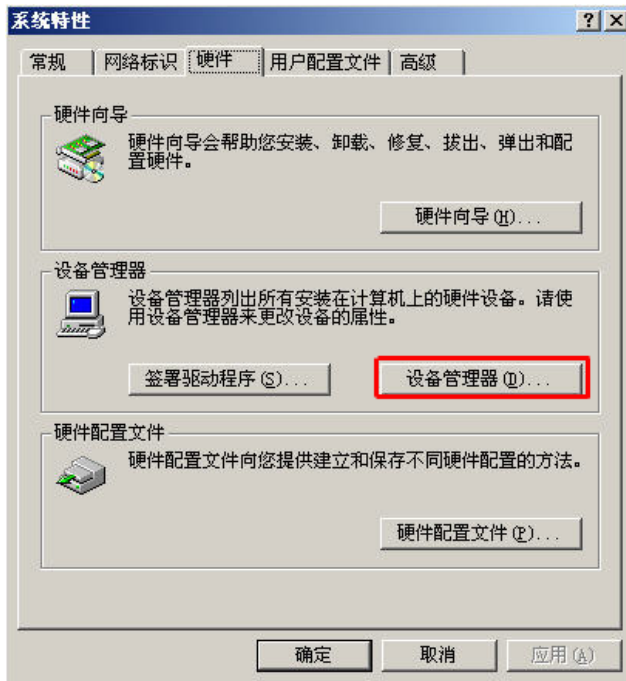 系统特性
常规 网络标识 硬件 用户配置文件 高级
硬件向导
硬件向导会帮助您安装、卸载、修复、拔出、弹出和配
置硬件。
硬件向导(H)...
设备管理器
设备管理器列出所有安装在计算机上的硬件设备。请使
用设备管理器来更改设备的属性。
签署驱动程序(S)... 设备管理器(D)...
硬件配置文件
硬件配置文件向您提供建立和保存不同硬件配置的方法。
硬件配置文件(P)...
确定 取消 应用(A)